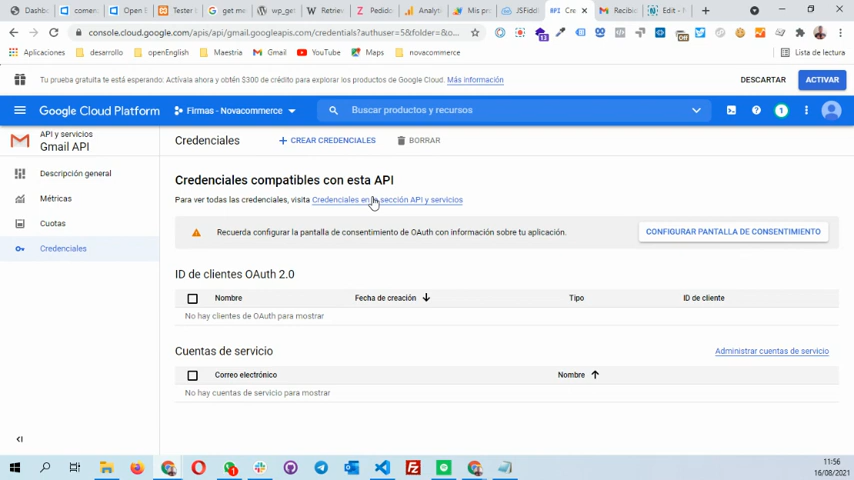 Dashb
comen
Open E
Tester
get me
wp_get
Retriev
Pedido
Analyti
Mis pr
JSFiddl
API Cre
Recibid
Edit -
console.cloud.google.com/apis/api/gmail.googleapis.com/credentials?authuser=5&folder=&o...
Aplicaciones desarrollo openEnglish Maestria Gmail YouTube Maps novacommerce Lista de lectura
Tu prueba gratuita te está esperando: Actívala ahora y obtén $300 de crédito para explorar los productos de Google Cloud. Más información DESCARTAR ACTIVAR
Google Cloud Platform Firmas - Novacommerce Buscar productos y recursos 1
API y servicios
Gmail API
Descripción general
Métricas
Cuotas
Credenciales
Credenciales + CREAR CREDENCIALES BORRAR
Credenciales compatibles con esta API
Para ver todas las credenciales, visita Credenciales en la sección API y servicios
Recuerda configurar la pantalla de consentimiento de OAuth con información sobre tu aplicación. CONFIGURAR PANTALLA DE CONSENTIMIENTO
ID de clientes OAuth 2.0
Nombre Fecha de creación Tipo ID de cliente
No hay clientes de OAuth para mostrar
Cuentas de servicio Administrar cuentas de servicio
Correo electrónico Nombre
No hay cuentas de servicio para mostrar
11:56
16/08/2021